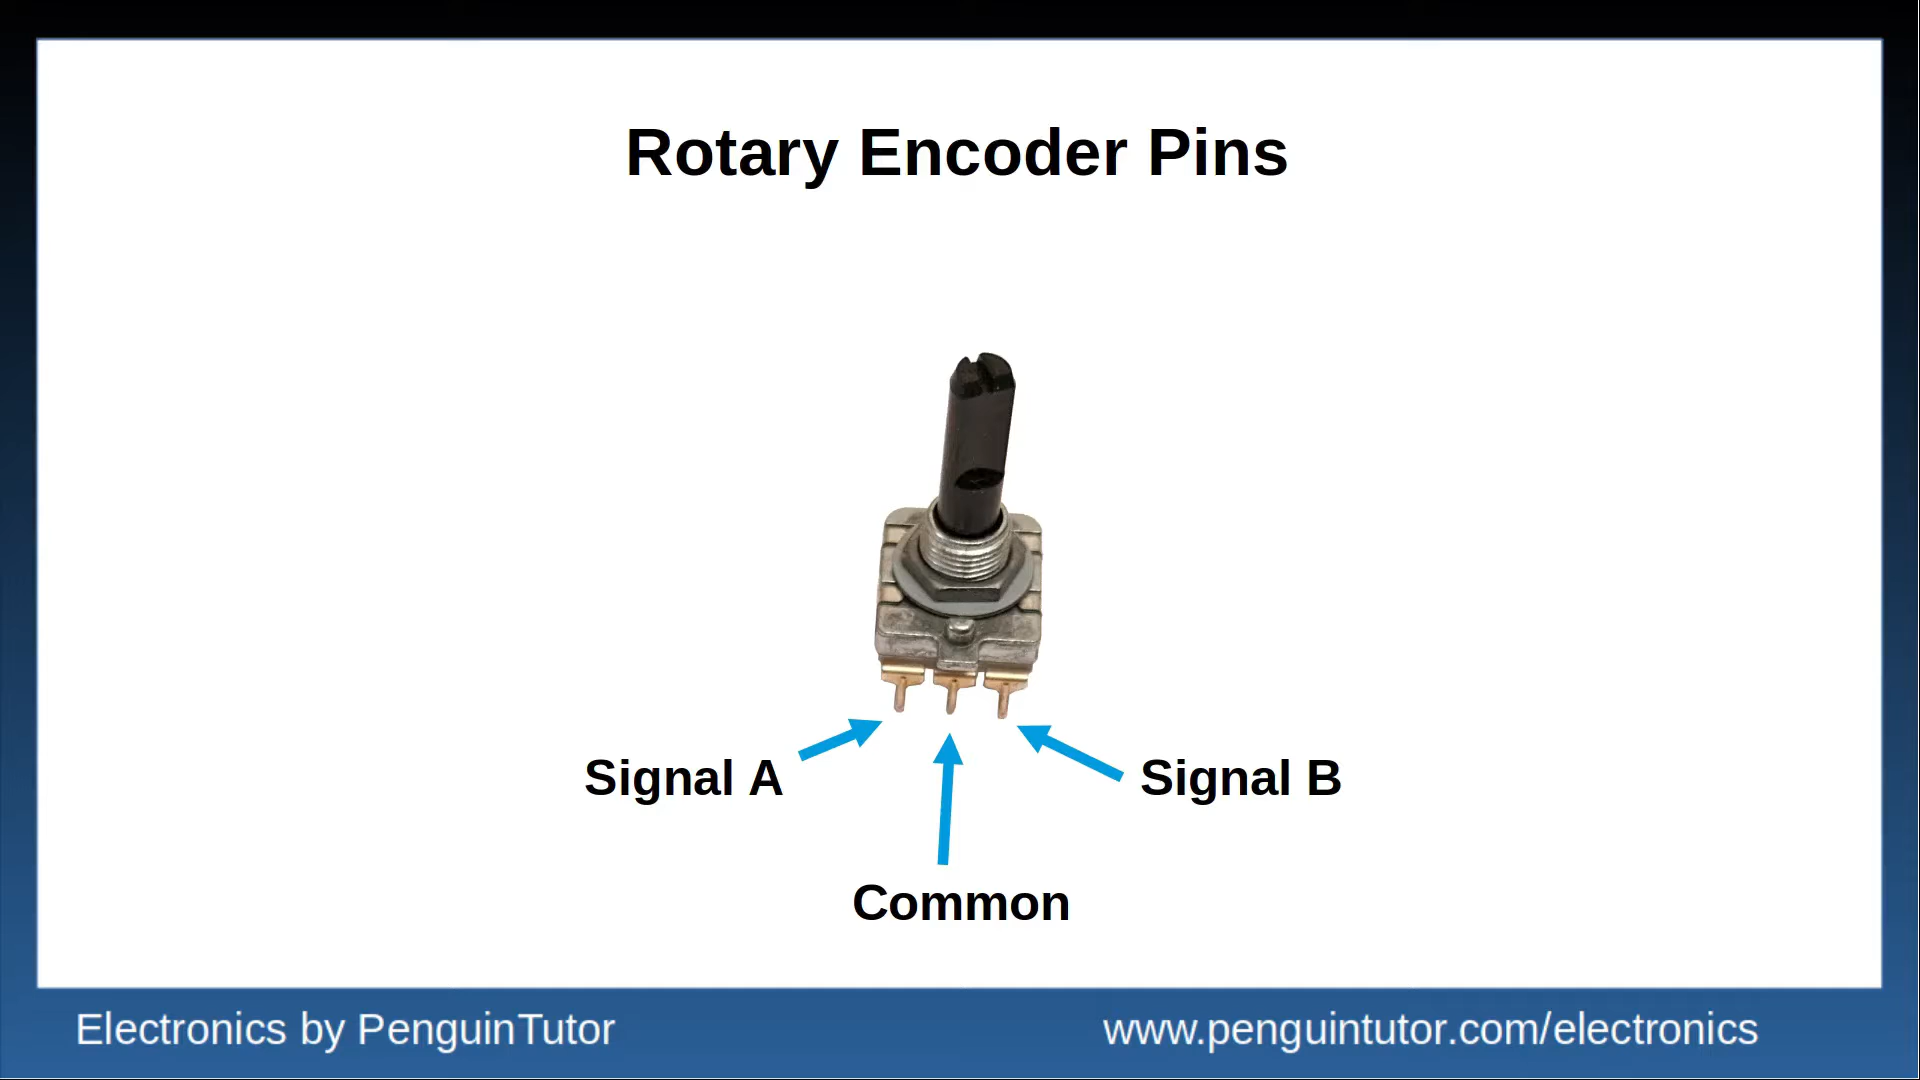 Rotary Encoder Pins
Signal A
Signal B
Common
Electronics by PenguinTutor
www.penguintutor.com/electronics